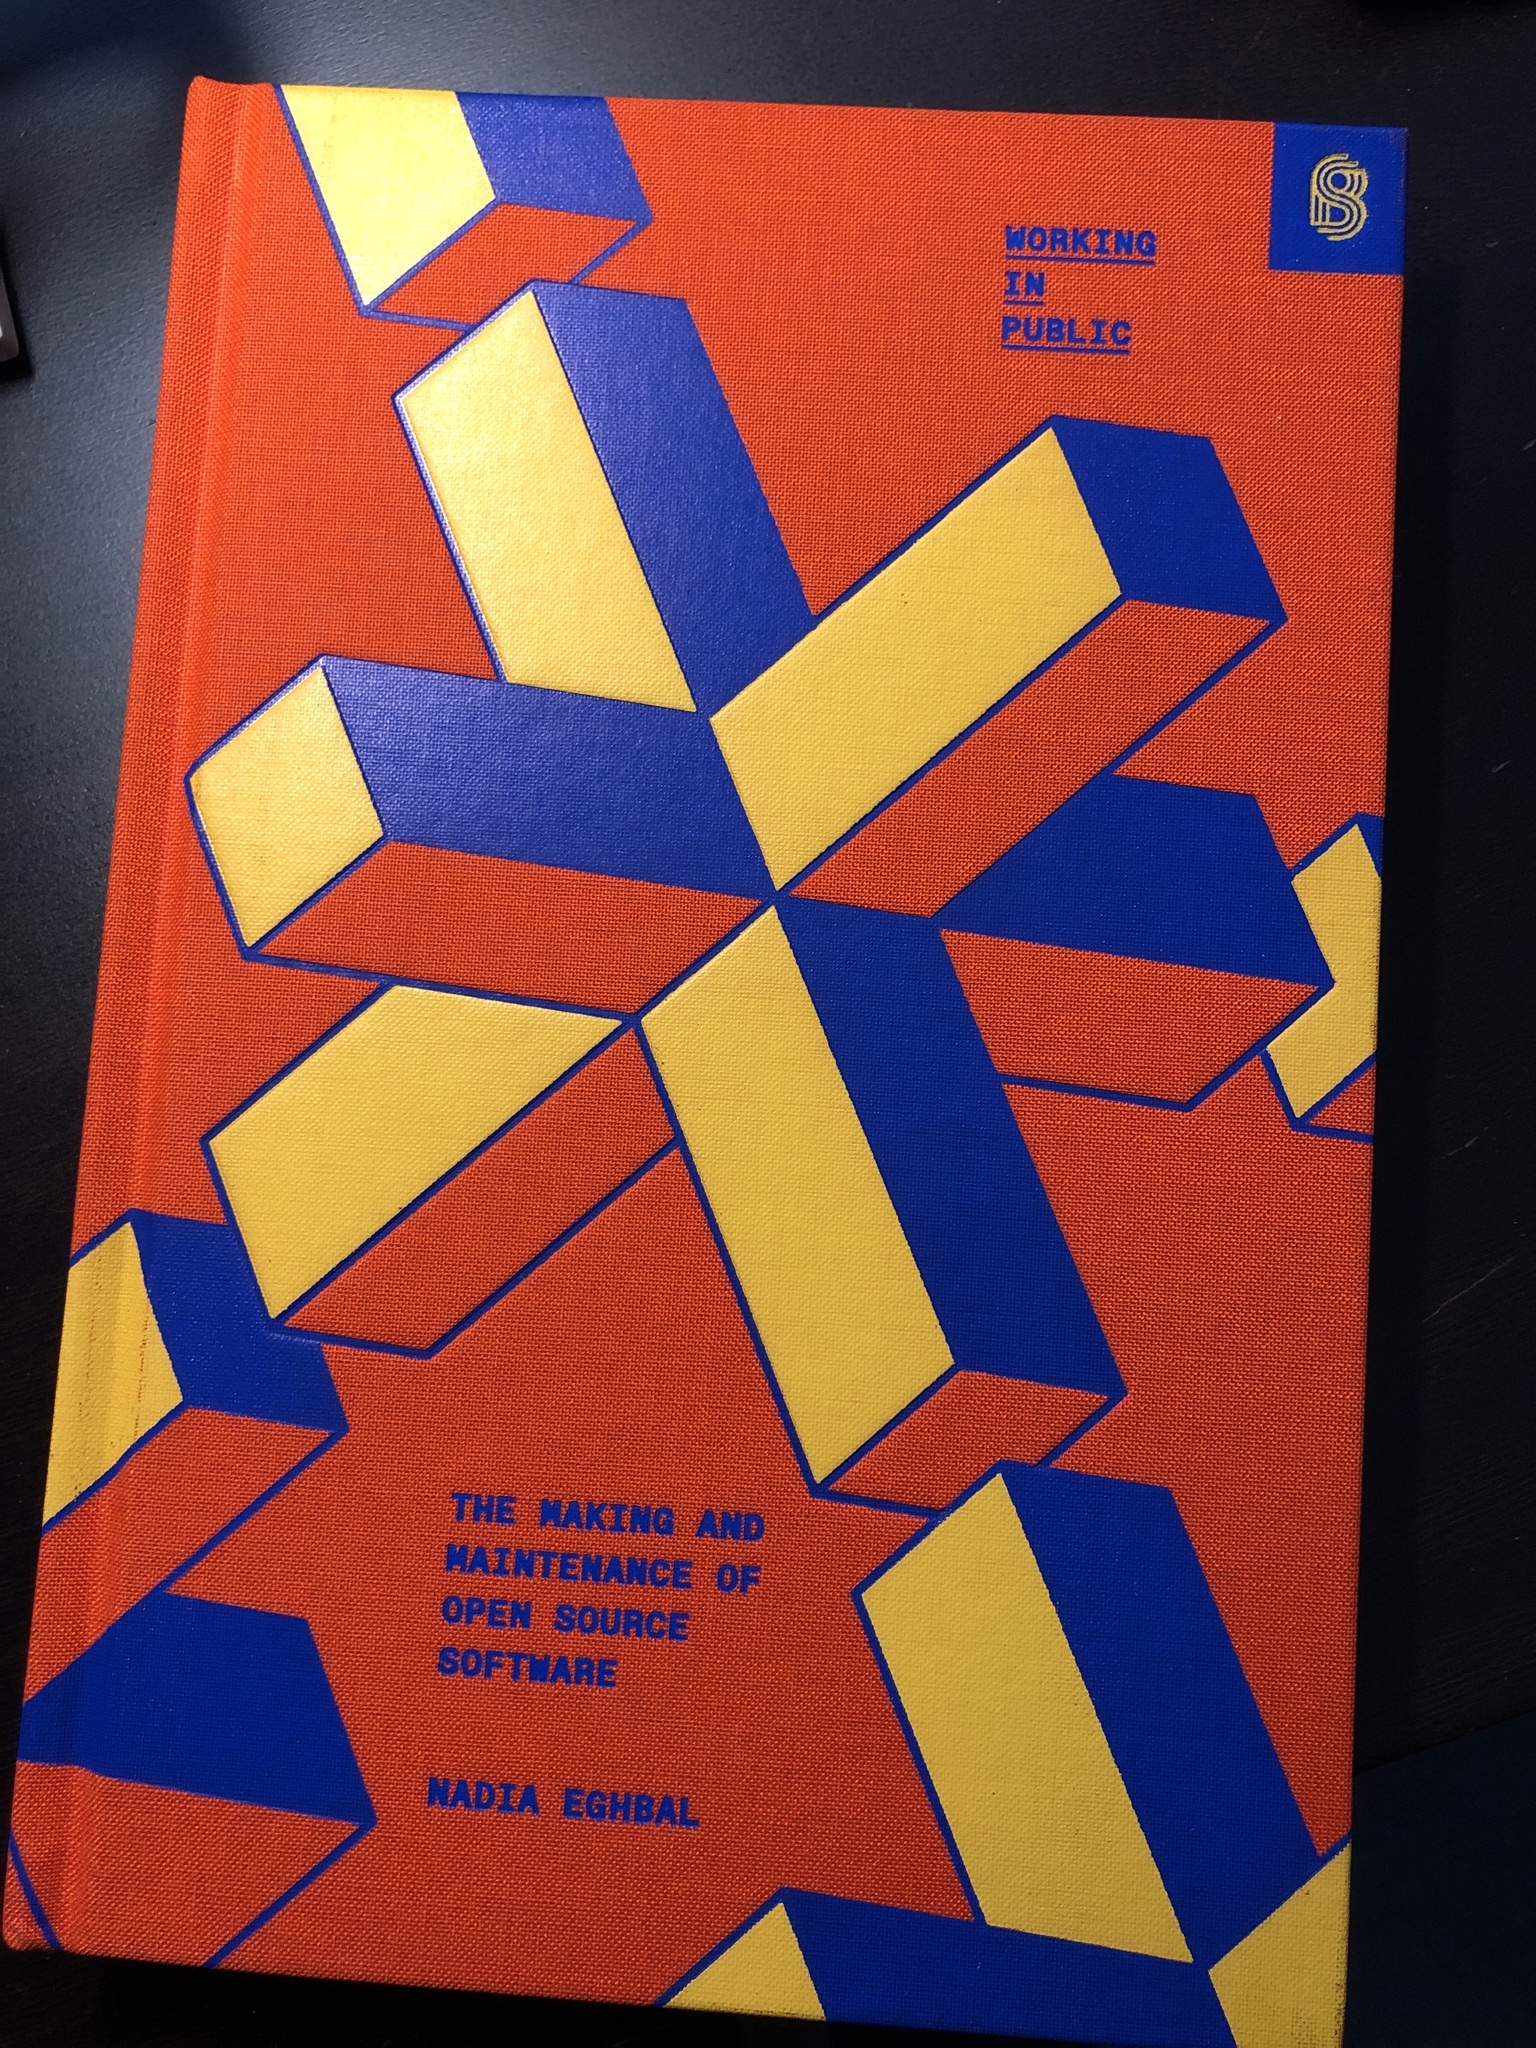 WORKING
IN
PUBLIC
THE MAKING AND
MAINTENANCE OF
OPEN SOURCE
SOFTWARE
NADIA EGHBAL